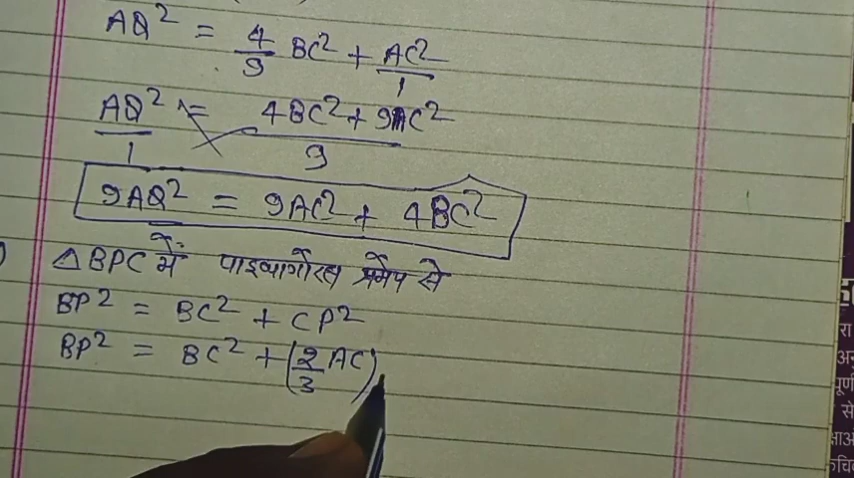 AQ² = 4/9 BC² + AC²/1
AQ²/1 = 4BC² + 9AC²/9
9AQ² = 9AC² + 4BC²
△BPC में पाइथागोरस प्रमेय से
BP² = BC² + CP²
BP² = BC² + (2/3 AC)
रा
पूर्ण
से